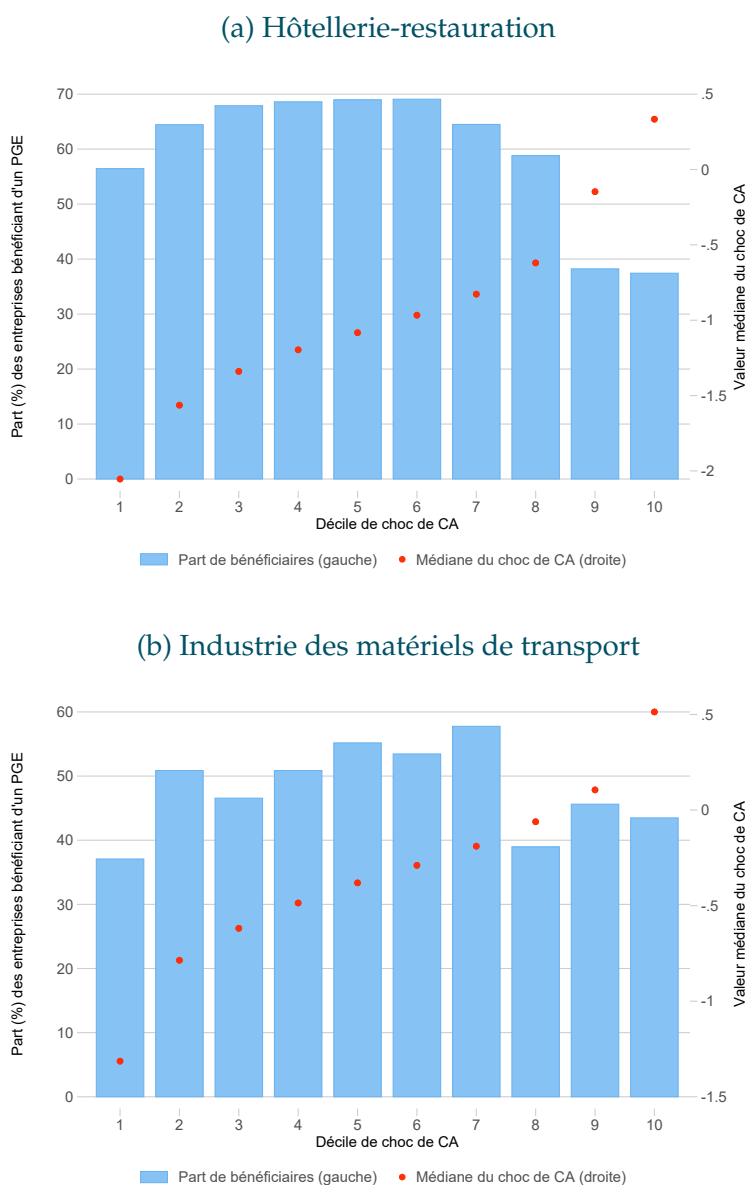 (a) Hôtellerie-restauration
Part (%) des entreprises bénéficiant d'un PGE
70
60
50
40
30
20
10
0
.5
0
-.5
-1
-1.5
-2
Valeur médiane du choc de CA
1 2 3 4 5 6 7 8 9 10
Décile de choc de CA
Part de bénéficiaires (gauche) Médiane du choc de CA (droite)
(b) Industrie des matériels de transport
Part (%) des entreprises bénéficiant d'un PGE
60
50
40
30
20
10
0
.5
0
-.5
-1
-1.5
Valeur médiane du choc de CA
1 2 3 4 5 6 7 8 9 10
Décile de choc de CA
Part de bénéficiaires (gauche) Médiane du choc de CA (droite)